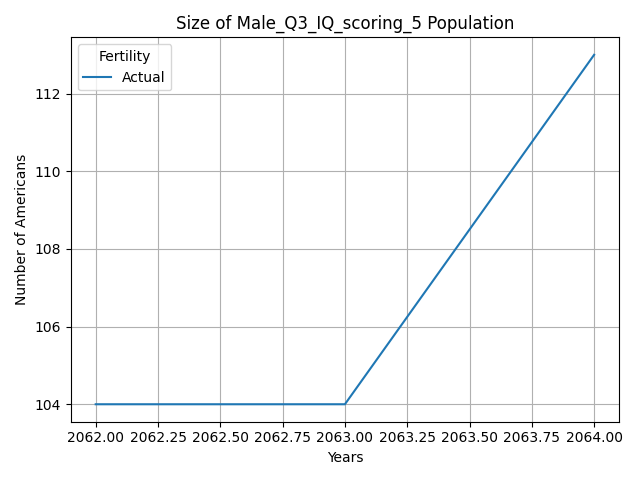 Size of Male_Q3_IQ_scoring_5 Population
Fertility
Actual
Number of Americans
112
110
108
106
104
2062.00 2062.25 2062.50 2062.75 2063.00 2063.25 2063.50 2063.75 2064.00
Years